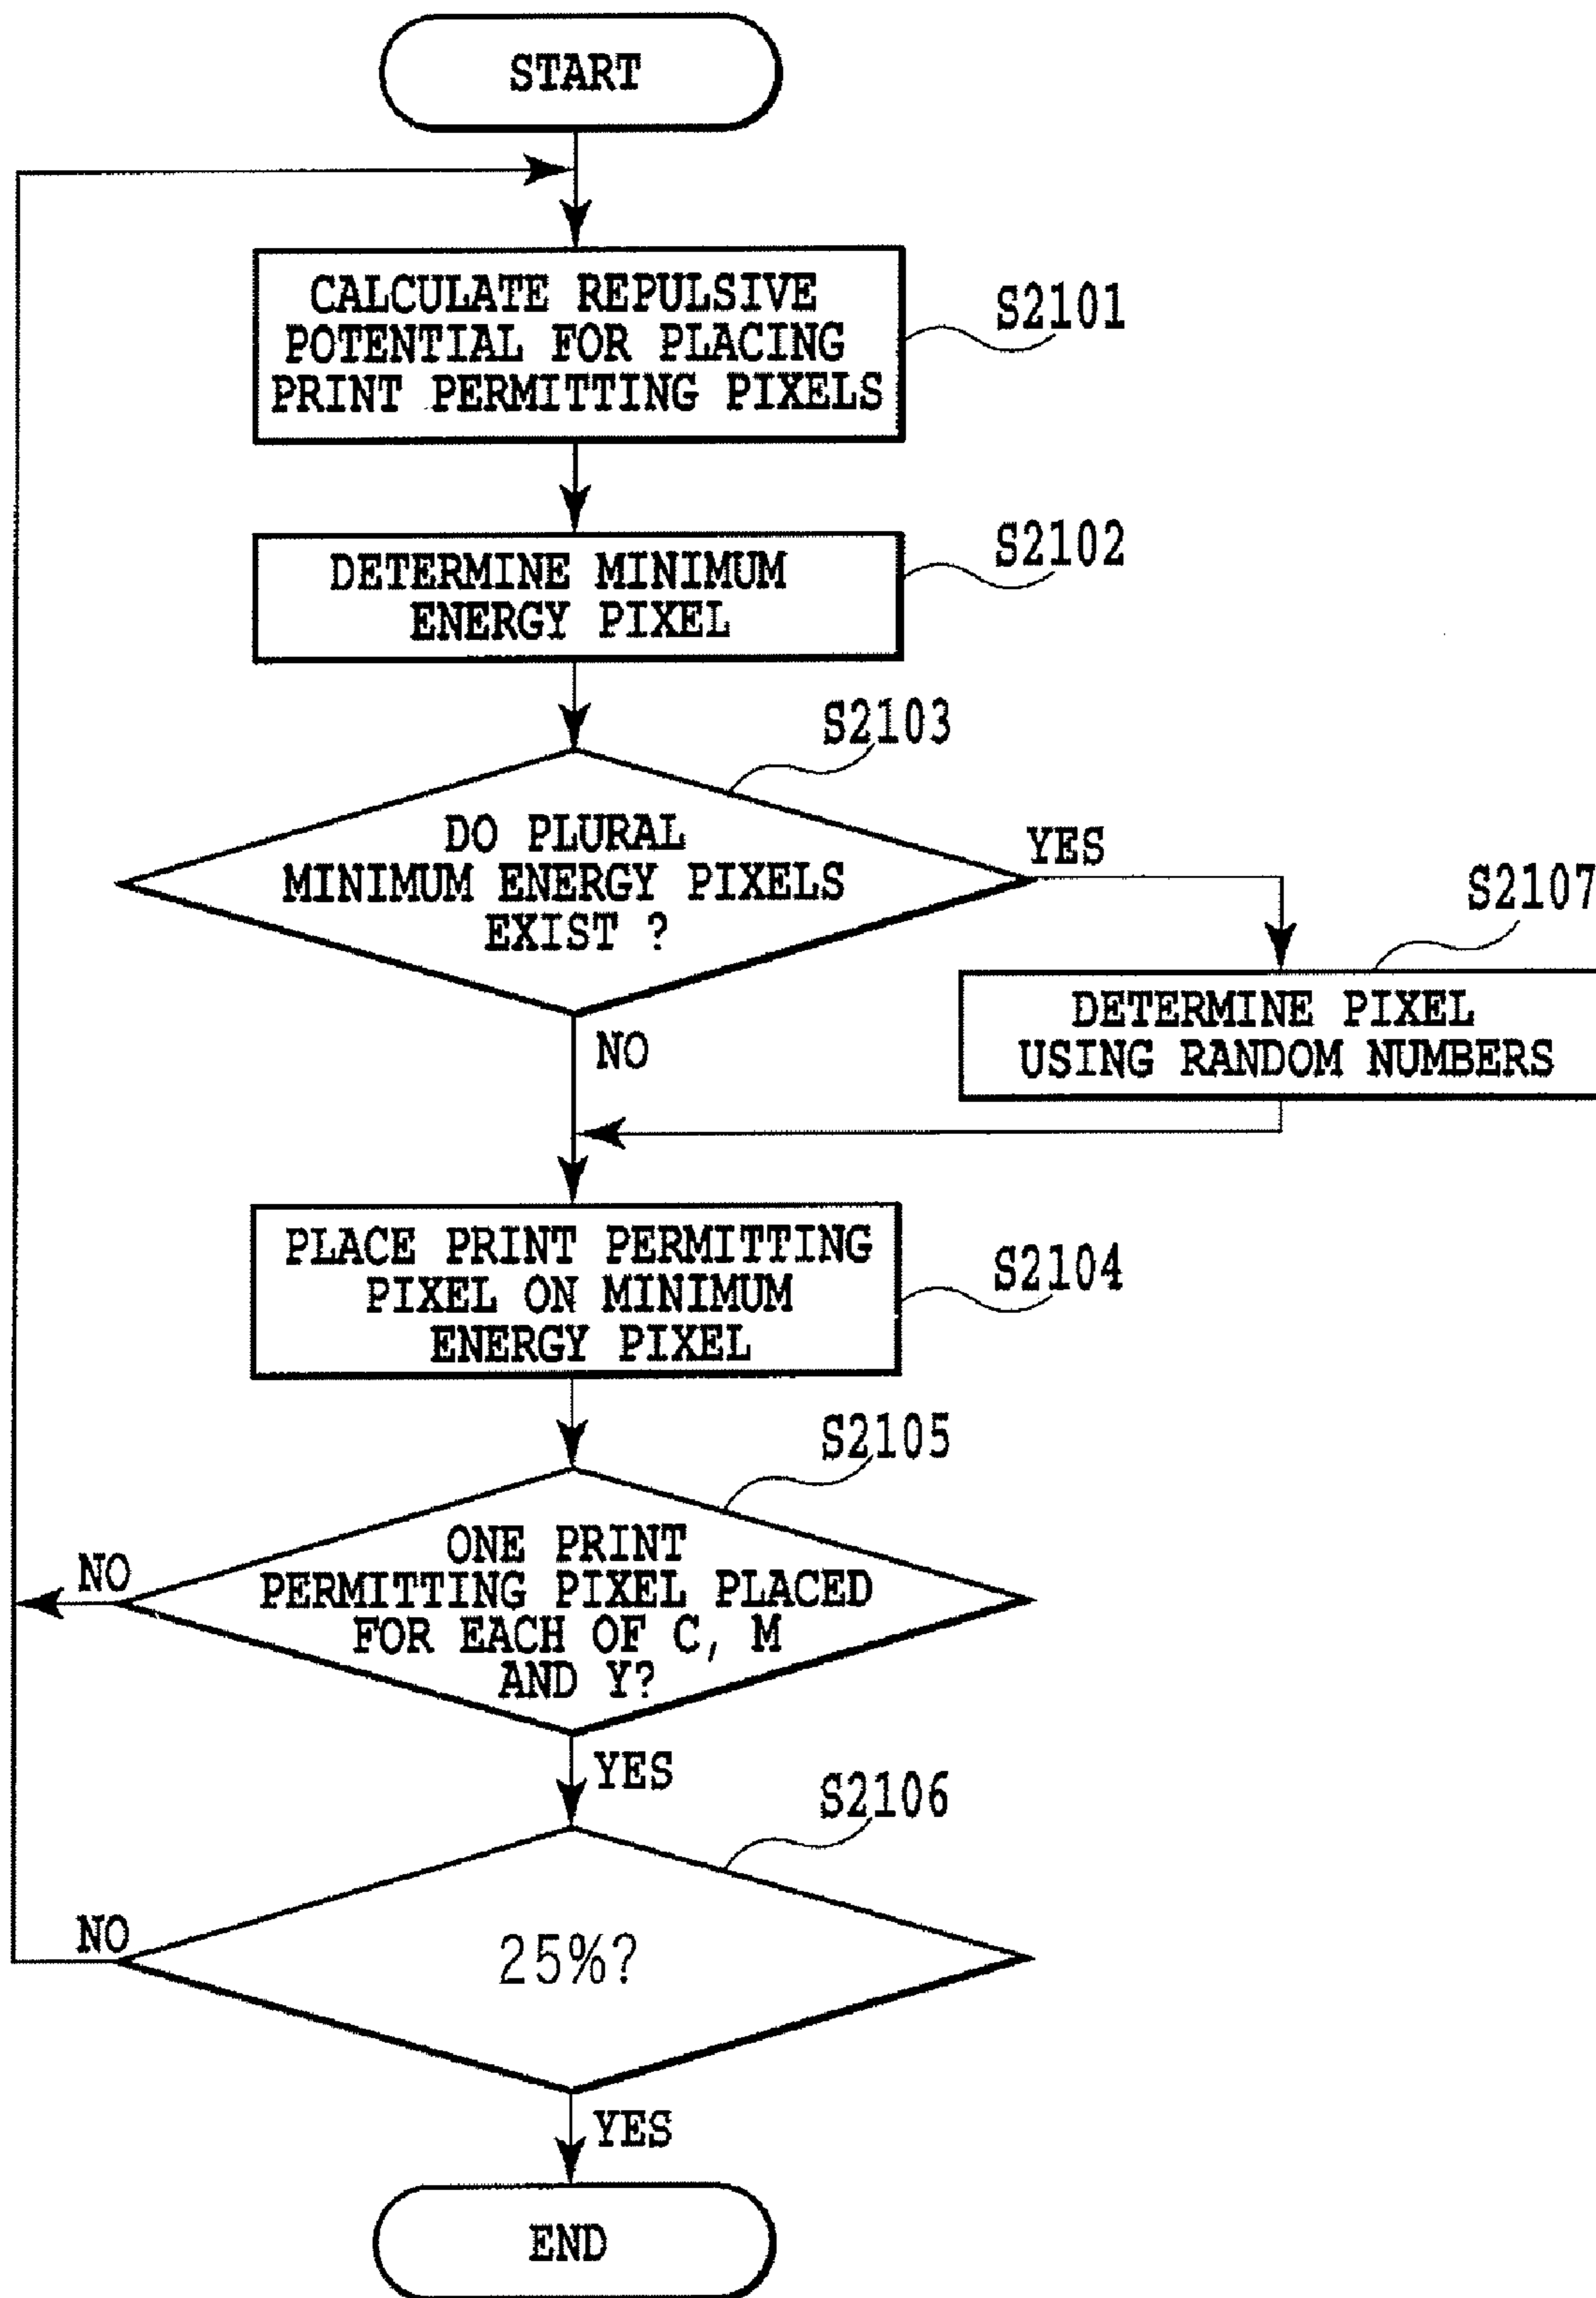 START
CALCULATE REPULSIVE
POTENTIAL FOR PLACING
PRINT PERMITTING PIXELS
S2101
DETERMINE MINIMUM
ENERGY PIXEL
S2102
S2103
DO PLURAL
MINIMUM ENERGY PIXELS
EXIST ?
YES
S2107
DETERMINE PIXEL
USING RANDOM NUMBERS
NO
PLACE PRINT PERMITTING
PIXEL ON MINIMUM
ENERGY PIXEL
S2104
S2105
ONE PRINT
PERMITTING PIXEL PLACED
FOR EACH OF C, M
AND Y?
NO
YES
S2106
25%?
NO
YES
END